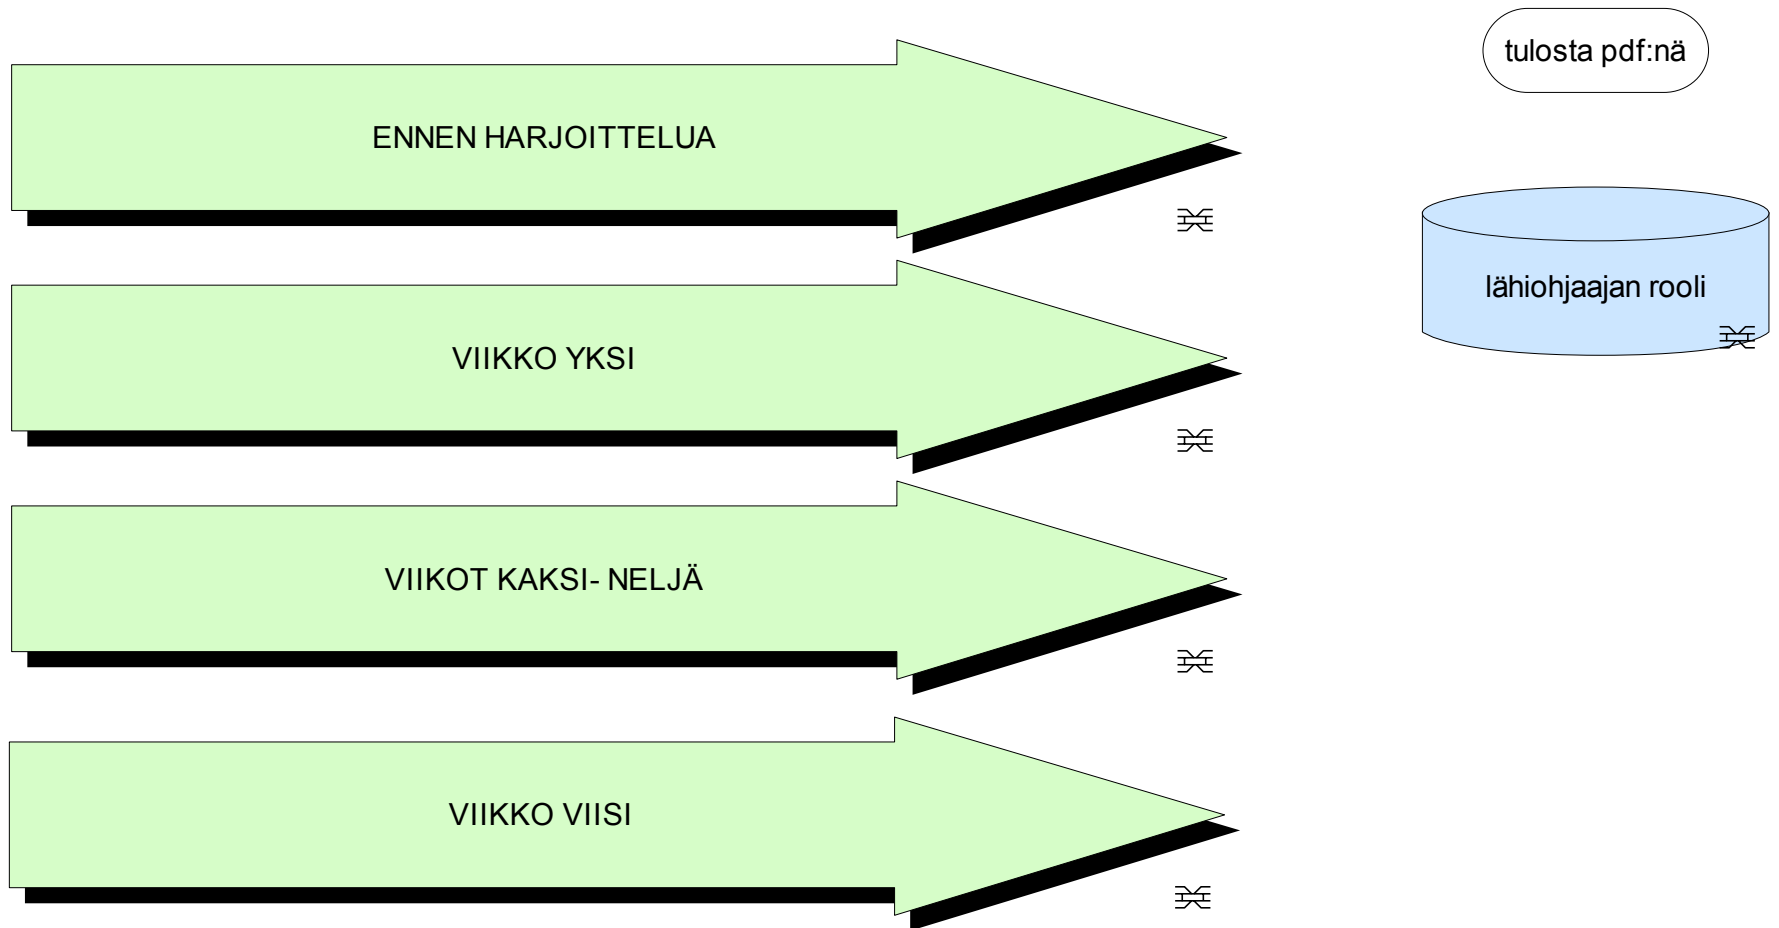 tulosta pdf:nä
ENNEN HARJOITTELUA
lähiohjaajan rooli
VIIKKO YKSI
VIIKOT KAKSI- NELJÄ
VIIKKO VIISI